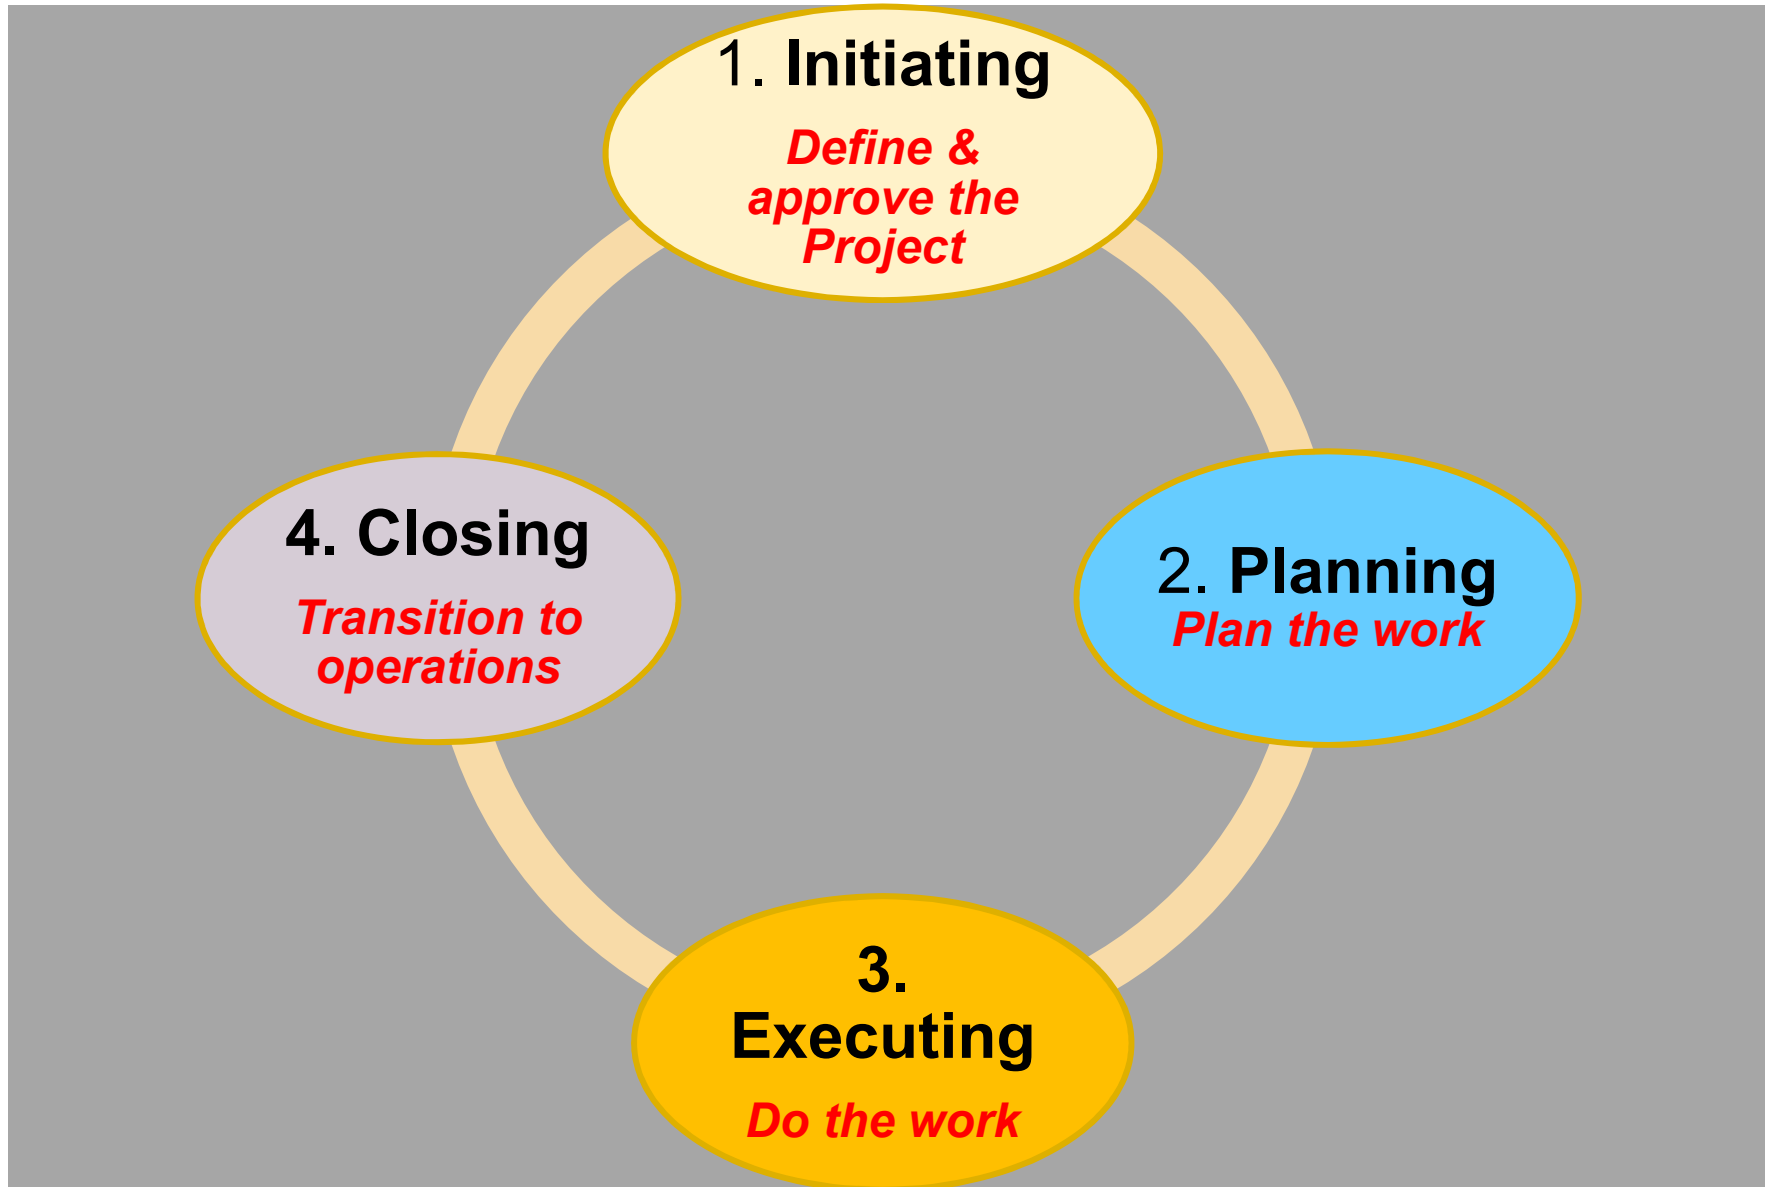 1. Initiating
Define &
approve the
Project
2. Planning
Plan the work
3.
Executing
Do the work
4. Closing
Transition to
operations